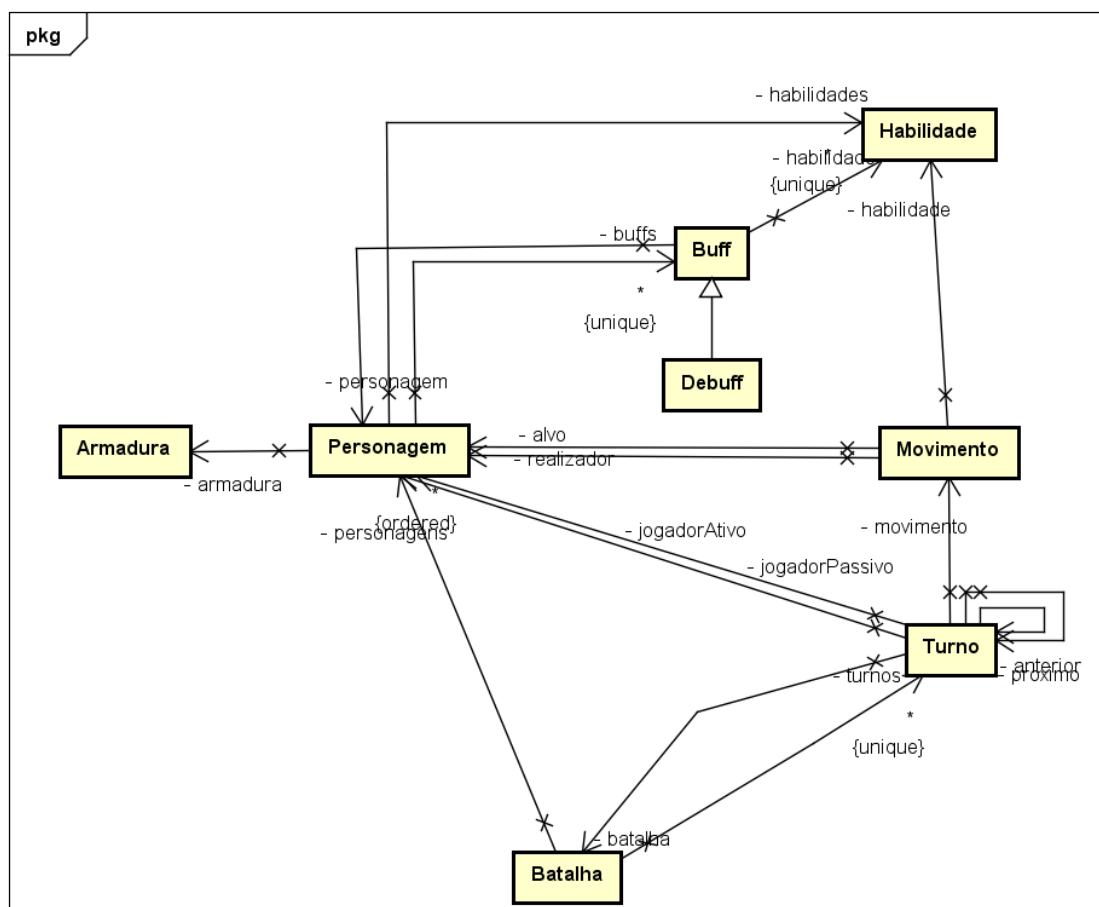 pkg
- habilidades
Habilidade
*
- habilidade
{unique}
- habilidade
- buffs
Buff
*
{unique}
Debuff
- personagem
Armadura
Personagem
- alvo
- realizador
Movimento
- armadura
*
{ordered}
- personagens
- jogadorAtivo
- movimento
- jogadorPassivo
Turno
- turnos
- anterior
- próximo
*
{unique}
- batalha
Batalha